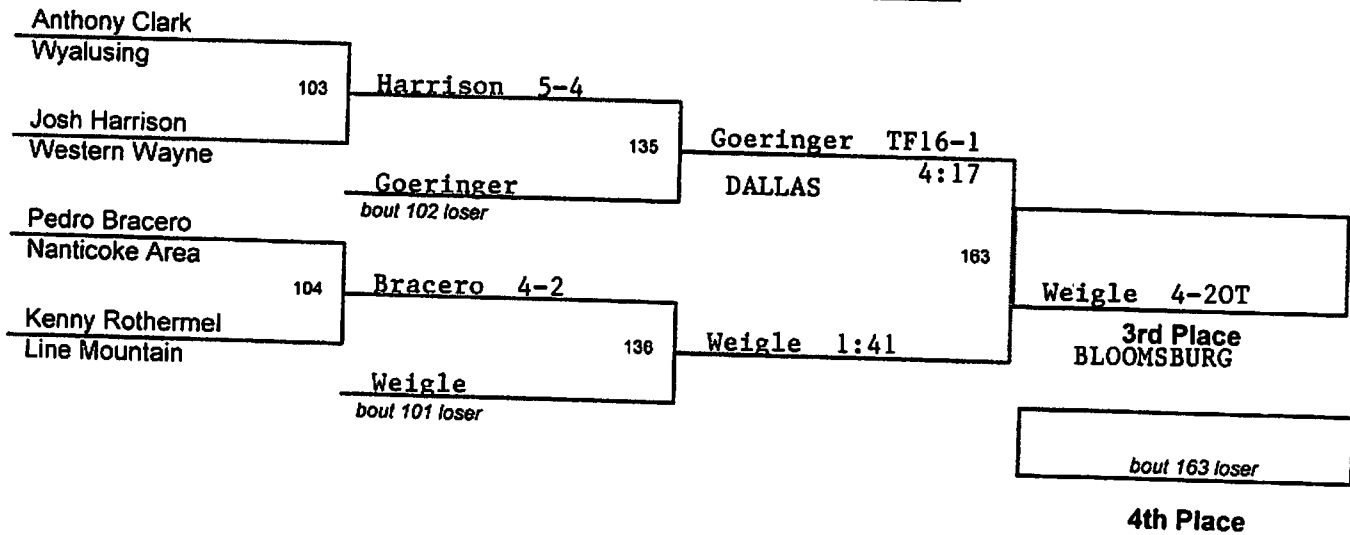 Anthony Clark
Wyalusing
103
Harrison 5-4
Josh Harrison
Western Wayne
135
Goeringer TF16-1
4:17
DALLAS
Goeringer
bout 102 loser
Pedro Bracero
Nanticoke Area
163
104
Bracero 4-2
Weigle 4-2OT
3rd Place
BLOOMSBURG
Kenny Rothermel
Line Mountain
136
Weigle 1:41
Weigle
bout 101 loser
bout 163 loser
4th Place